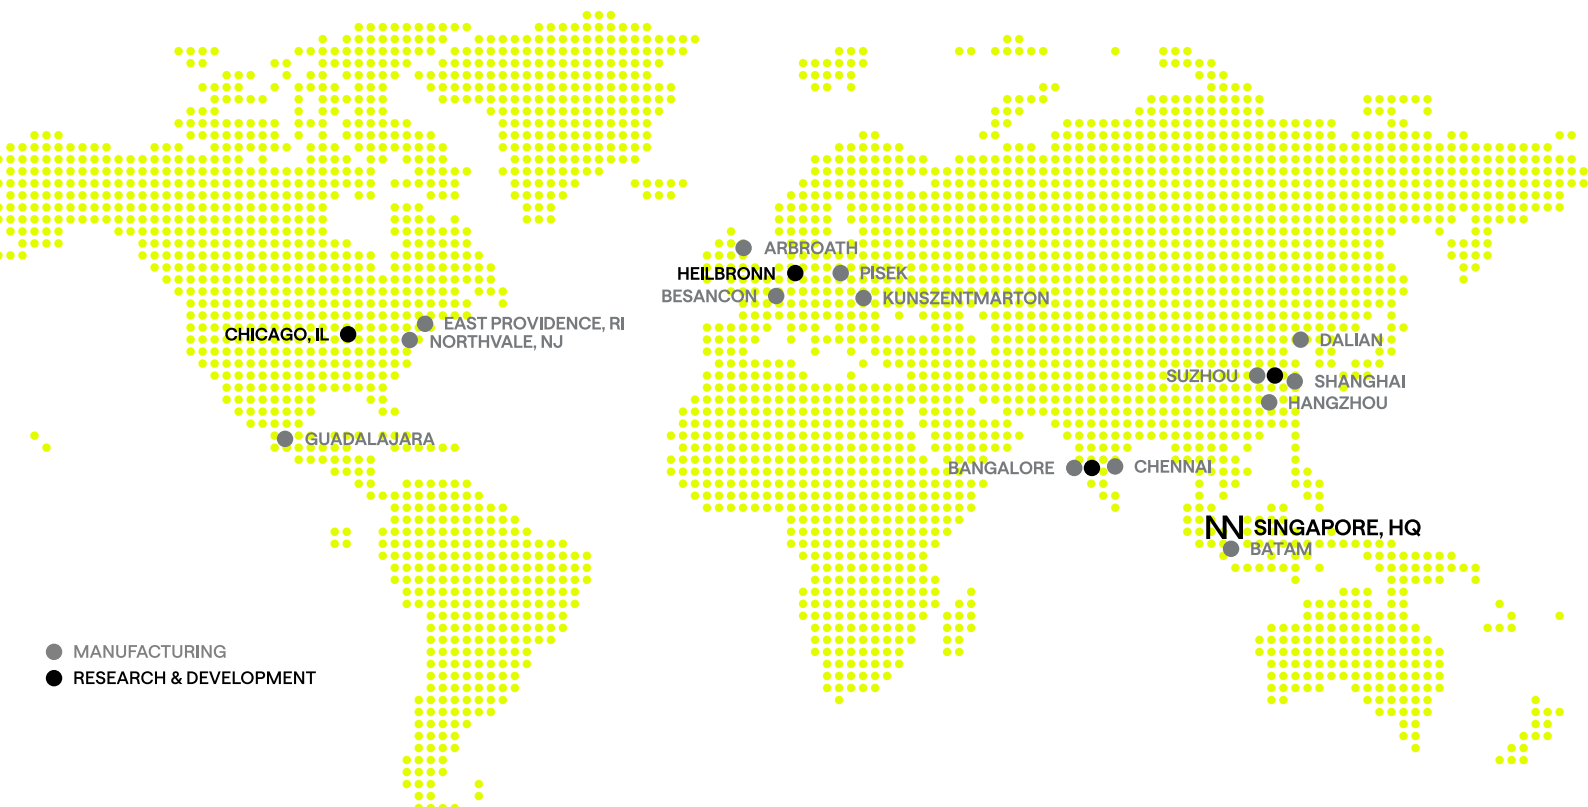 ARBROATH
HEILBRONN
PISEK
BESANCON
KUNSZENTMARTON
CHICAGO, IL
EAST PROVIDENCE, RI
NORTHVALE, NJ
DALIAN
SUZHOU
SHANGHAI
HANGZHOU
GUADALAJARA
BANGALORE
CHENNAI
NN SINGAPORE, HQ
BATAM
MANUFACTURING
RESEARCH & DEVELOPMENT